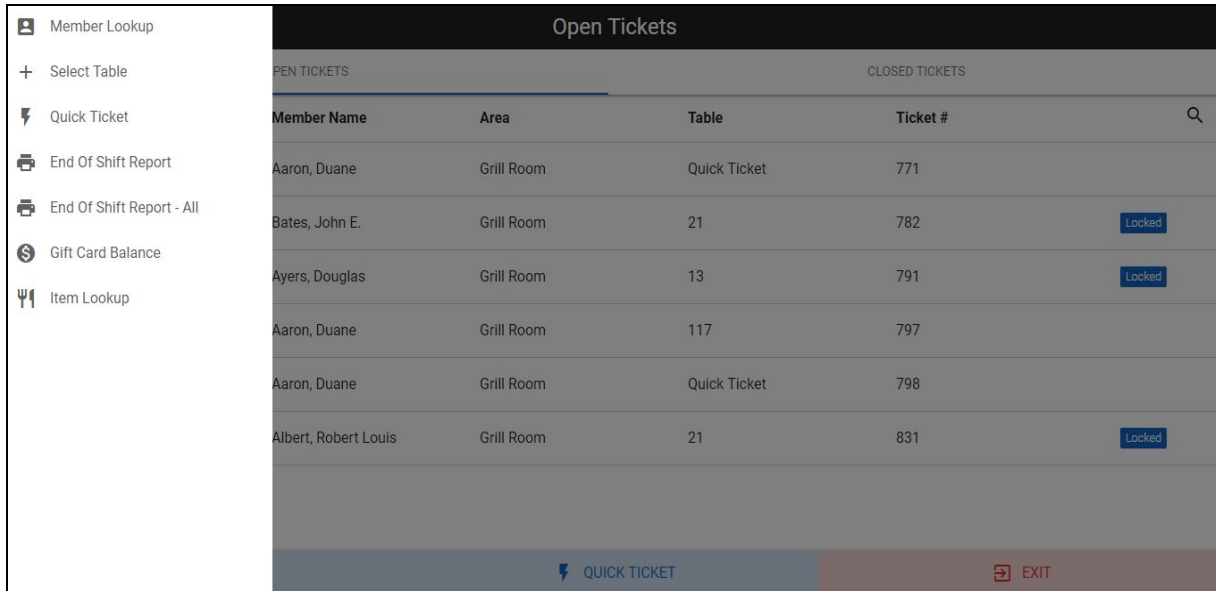 Member Lookup
Select Table
Quick Ticket
End Of Shift Report
End Of Shift Report - All
Gift Card Balance
Item Lookup
Open Tickets
PEN TICKETS CLOSED TICKETS
Member Name Area Table Ticket #
Aaron, Duane Grill Room Quick Ticket 771
Bates, John E. Grill Room 21 782 Locked
Ayers, Douglas Grill Room 13 791 Locked
Aaron, Duane Grill Room 117 797
Aaron, Duane Grill Room Quick Ticket 798
Albert, Robert Louis Grill Room 21 831 Locked
QUICK TICKET EXIT